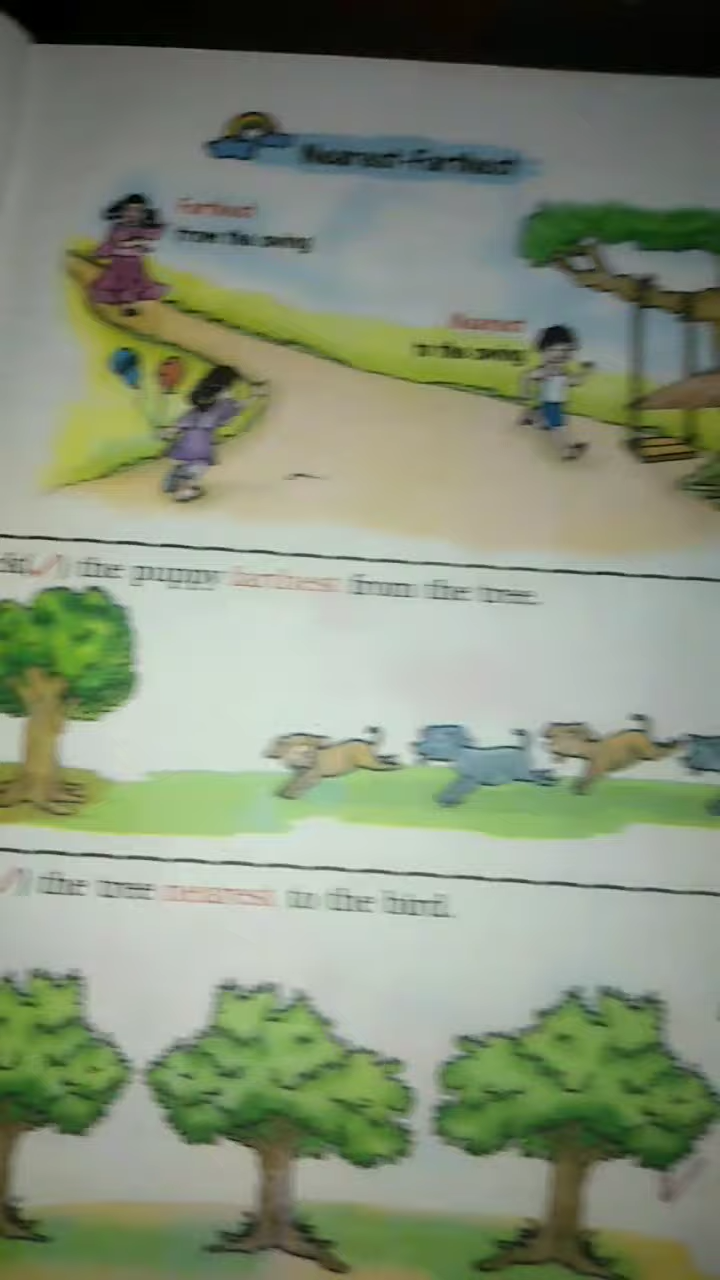 Nearest-Farthest
Farthest
from the swing
Nearest
to the swing
the puppy farthest from the tree.
the tree nearest to the bird.